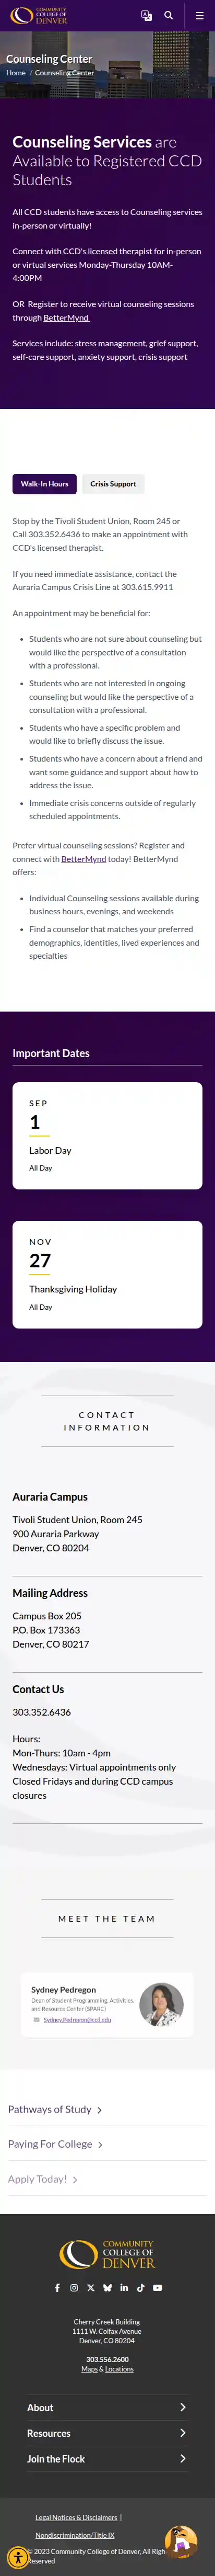 COMMUNITY
COLLEGE OF
DENVER
Counseling Center
Home / Counseling Center
Counseling Services are
Available to Registered CCD
Students
All CCD students have access to Counseling services
in-person or virtually!
Connect with CCD's licensed therapist for in-person
or virtual services Monday-Thursday 10AM-
4:00PM
OR Register to receive virtual counseling sessions
through BetterMynd
Services include: stress management, grief support,
self-care support, anxiety support, crisis support
Walk-In Hours
Crisis Support
Stop by the Tivoli Student Union, Room 245 or
Call 303.352.6436 to make an appointment with
CCD's licensed therapist.
If you need immediate assistance, contact the
Auraria Campus Crisis Line at 303.615.9911
An appointment may be beneficial for:
• Students who are not sure about counseling but
would like the perspective of a consultation
with a professional.
• Students who are not interested in ongoing
counseling but would like the perspective of a
consultation with a professional.
• Students who have a specific problem and
would like to briefly discuss the issue.
• Students who have a concern about a friend and
want some guidance and support about how to
address the issue.
• Immediate crisis concerns outside of regularly
scheduled appointments.
Prefer virtual counseling sessions? Register and
connect with BetterMynd today! BetterMynd
offers:
• Individual Counseling sessions available during
business hours, evenings, and weekends
• Find a counselor that matches your preferred
demographics, identities, lived experiences and
specialties
Important Dates
SEP
1
Labor Day
All Day
NOV
27
Thanksgiving Holiday
All Day
CONTACT
INFORMATION
Auraria Campus
Tivoli Student Union, Room 245
900 Auraria Parkway
Denver, CO 80204
Mailing Address
Campus Box 205
P.O. Box 173363
Denver, CO 80217
Contact Us
303.352.6436
Hours:
Mon-Thurs: 10am - 4pm
Wednesdays: Virtual appointments only
Closed Fridays and during CCD campus
closures
MEET THE TEAM
Sydney Pedregon
Dean of Student Programming, Activities,
and Resource Center (SPARC)
Sydney.Pedregon@ccd.edu
Pathways of Study
Paying For College
Apply Today!
COMMUNITY
COLLEGE OF
DENVER
Cherry Creek Building
1111 W. Colfax Avenue
Denver, CO 80204
303.556.2600
Maps & Locations
About
Resources
Join the Flock
Legal Notices & Disclaimers |
Nondiscrimination/Title IX
© 2023 Community College of Denver, All Righ
Reserved